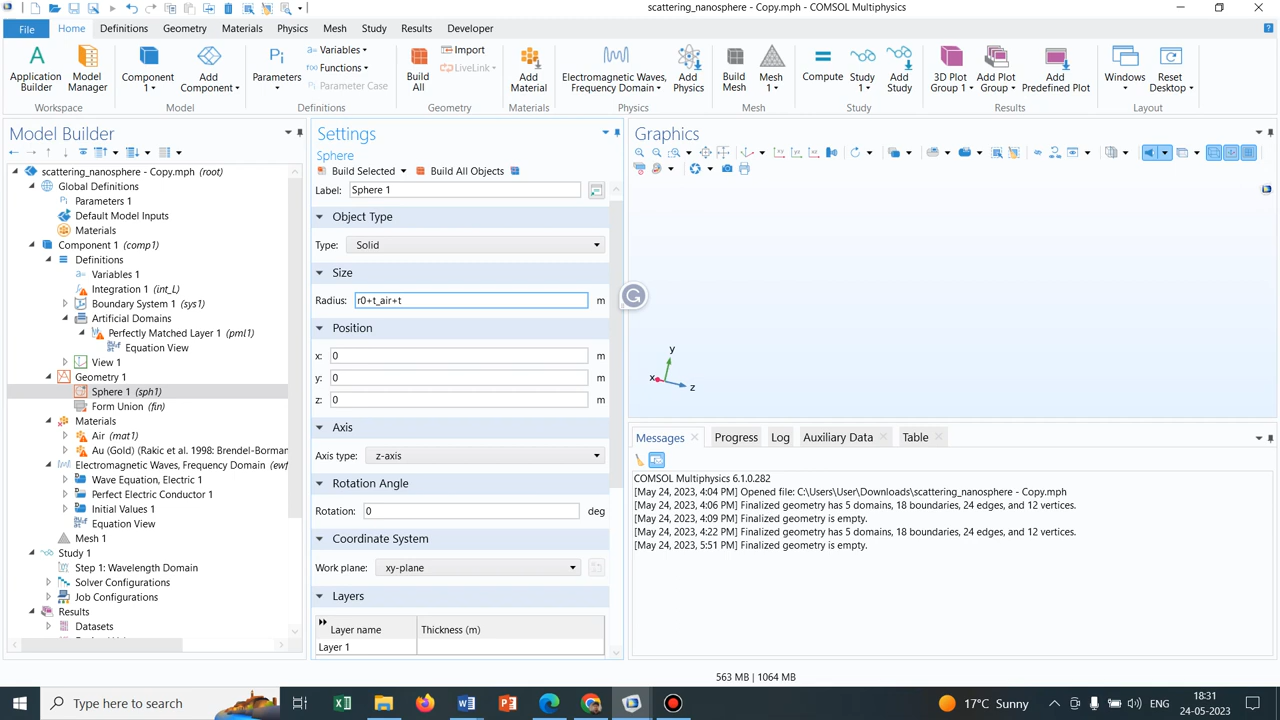 scattering_nanosphere - Copy.mph - COMSOL Multiphysics
File
Home
Definitions
Geometry
Materials
Physics
Mesh
Study
Results
Developer
Application Builder
Model Manager
Workspace
Component 1
Add Component
Model
Parameters
Variables
Functions
Parameter Case
Definitions
Build All
Import
LiveLink
Geometry
Add Material
Materials
Electromagnetic Waves, Frequency Domain
Add Physics
Physics
Build Mesh
Mesh 1
Mesh
Compute
Study 1
Add Study
Study
3D Plot Group 1
Add Plot Group
Add Predefined Plot
Results
Windows
Reset Desktop
Layout
Model Builder
scattering_nanosphere - Copy.mph (root)
Global Definitions
Parameters 1
Default Model Inputs
Materials
Component 1 (comp1)
Definitions
Variables 1
Integration 1 (int_L)
Boundary System 1 (sys1)
Artificial Domains
Perfectly Matched Layer 1 (pml1)
Equation View
View 1
Geometry 1
Sphere 1 (sph1)
Form Union (fin)
Materials
Air (mat1)
Au (Gold) (Rakic et al. 1998: Brendel-Borman
Electromagnetic Waves, Frequency Domain (ewf
Wave Equation, Electric 1
Perfect Electric Conductor 1
Initial Values 1
Equation View
Mesh 1
Study 1
Step 1: Wavelength Domain
Solver Configurations
Job Configurations
Results
Datasets
Settings
Sphere
Build Selected
Build All Objects
Label: Sphere 1
Object Type
Type: Solid
Size
Radius: r0+t_air+t m
Position
x: 0 m
y: 0 m
z: 0 m
Axis
Axis type: z-axis
Rotation Angle
Rotation: 0 deg
Coordinate System
Work plane: xy-plane
Layers
Layer name Thickness (m)
Layer 1
Graphics
y
x
z
Messages
Progress
Log
Auxiliary Data
Table
COMSOL Multiphysics 6.1.0.282
[May 24, 2023, 4:04 PM] Opened file: C:\Users\User\Downloads\scattering_nanosphere - Copy.mph
[May 24, 2023, 4:06 PM] Finalized geometry has 5 domains, 18 boundaries, 24 edges, and 12 vertices.
[May 24, 2023, 4:09 PM] Finalized geometry is empty.
[May 24, 2023, 4:22 PM] Finalized geometry has 5 domains, 18 boundaries, 24 edges, and 12 vertices.
[May 24, 2023, 5:51 PM] Finalized geometry is empty.
563 MB | 1064 MB
Type here to search
17°C Sunny
ENG
18:31
24-05-2023